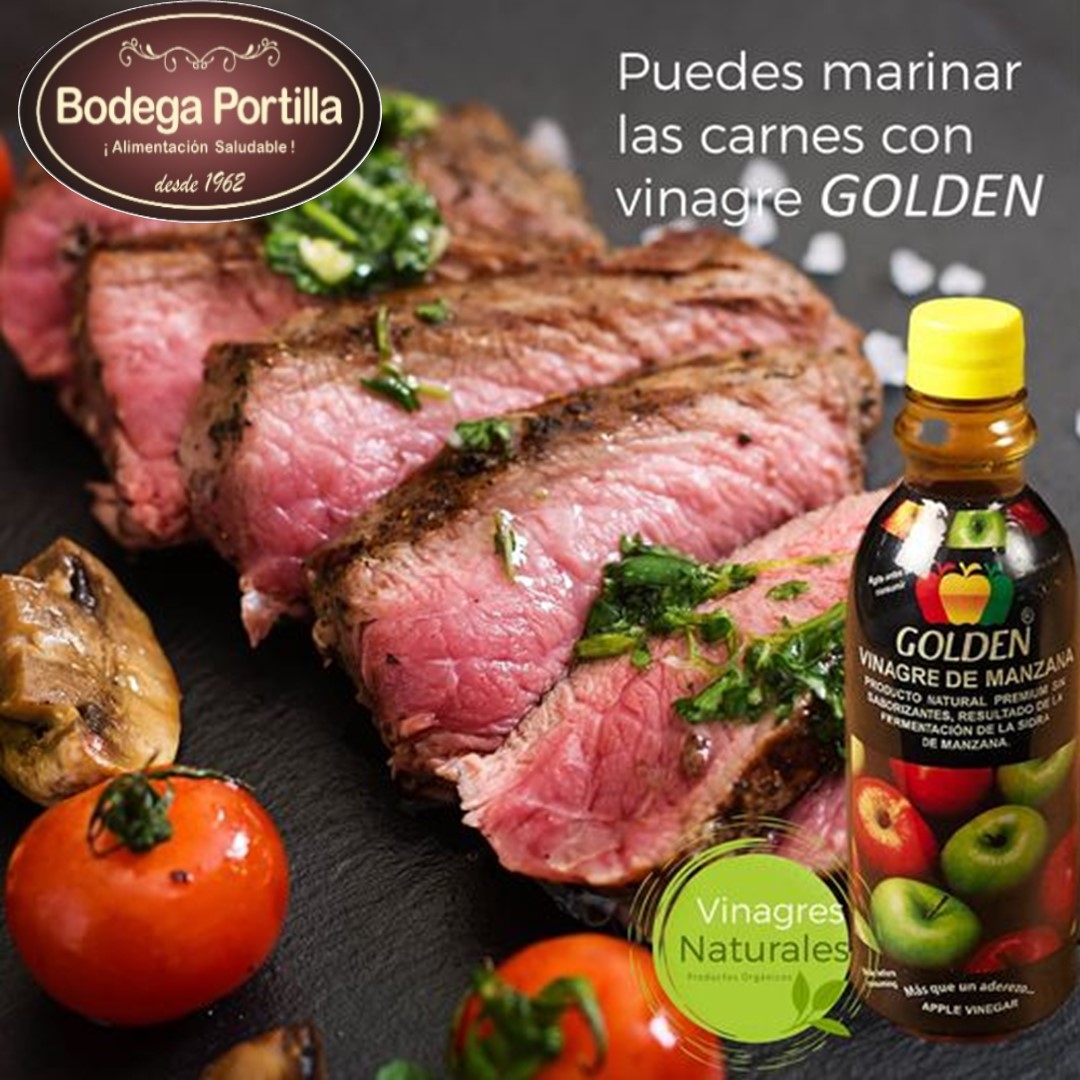 Bodega Portilla
¡Alimentación Saludable!
desde 1962
Puedes marinar
las carnes con
vinagre GOLDEN
Agite antes
GOLDEN®
VINAGRE DE MANZANA
PRODUCTO NATURAL PREMIUM SIN
SABORIZANTES, RESULTADO DE LA
FERMENTACIÓN DE LA SIDRA
DE MANZANA.
Vinagres
Naturales
Productos Orgánicos
Más que un aderezo...
APPLE VINEGAR